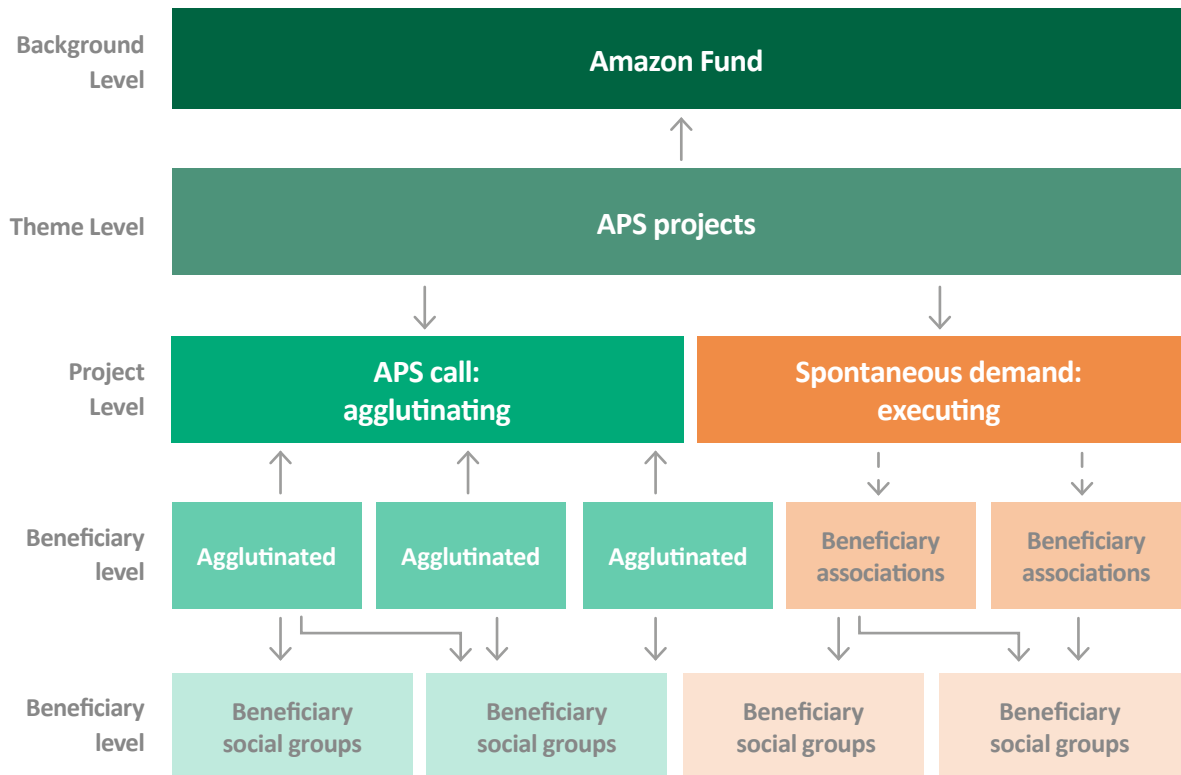 Background
Level
Amazon Fund
Theme Level
APS projects
Project
Level
APS call:
agglutinating
Spontaneous demand:
executing
Beneficiary
level
Agglutinated
Agglutinated
Agglutinated
Beneficiary
associations
Beneficiary
associations
Beneficiary
level
Beneficiary
social groups
Beneficiary
social groups
Beneficiary
social groups
Beneficiary
social groups